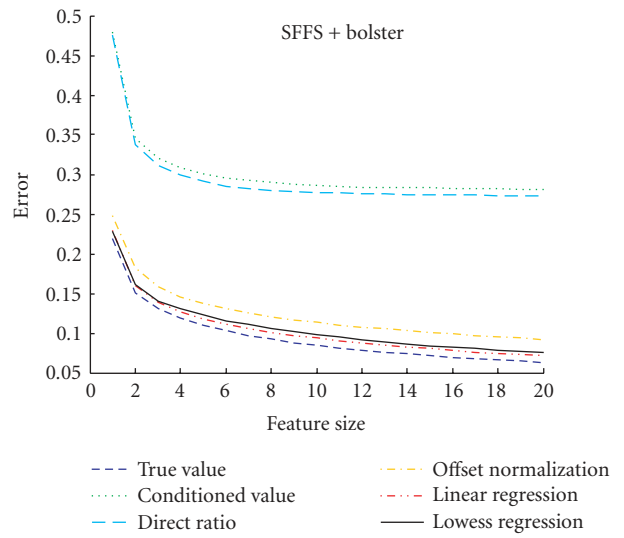 SFFS + bolster
0.5
0.45
0.4
0.35
0.3
0.25
0.2
0.15
0.1
0.05
Error
0 2 4 6 8 10 12 14 16 18 20
Feature size
True value
Conditioned value
Direct ratio
Offset normalization
Linear regression
Lowess regression